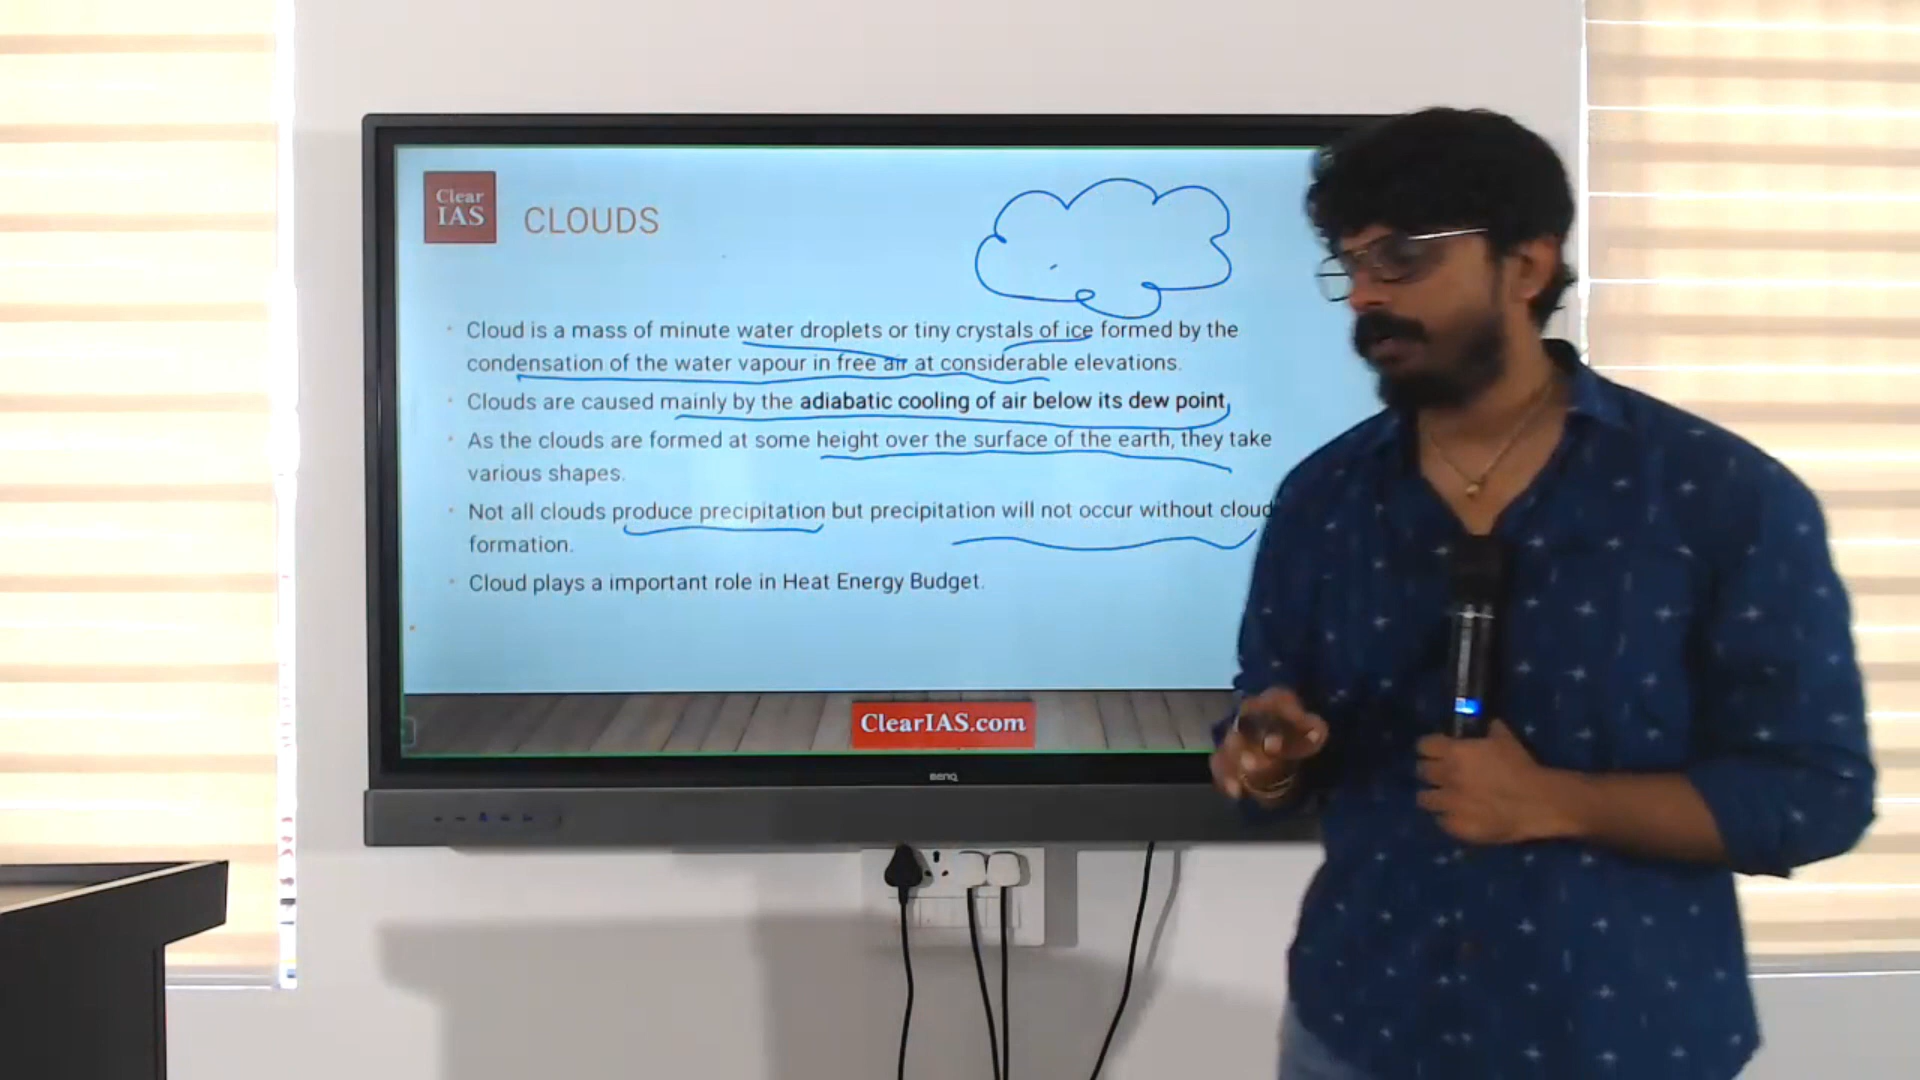 Clear
IAS
CLOUDS
• Cloud is a mass of minute water droplets or tiny crystals of ice formed by the
condensation of the water vapour in free air at considerable elevations.
• Clouds are caused mainly by the adiabatic cooling of air below its dew point.
• As the clouds are formed at some height over the surface of the earth, they take
various shapes.
• Not all clouds produce precipitation but precipitation will not occur without cloud
formation.
• Cloud plays a important role in Heat Energy Budget.
ClearIAS.com
BenQ